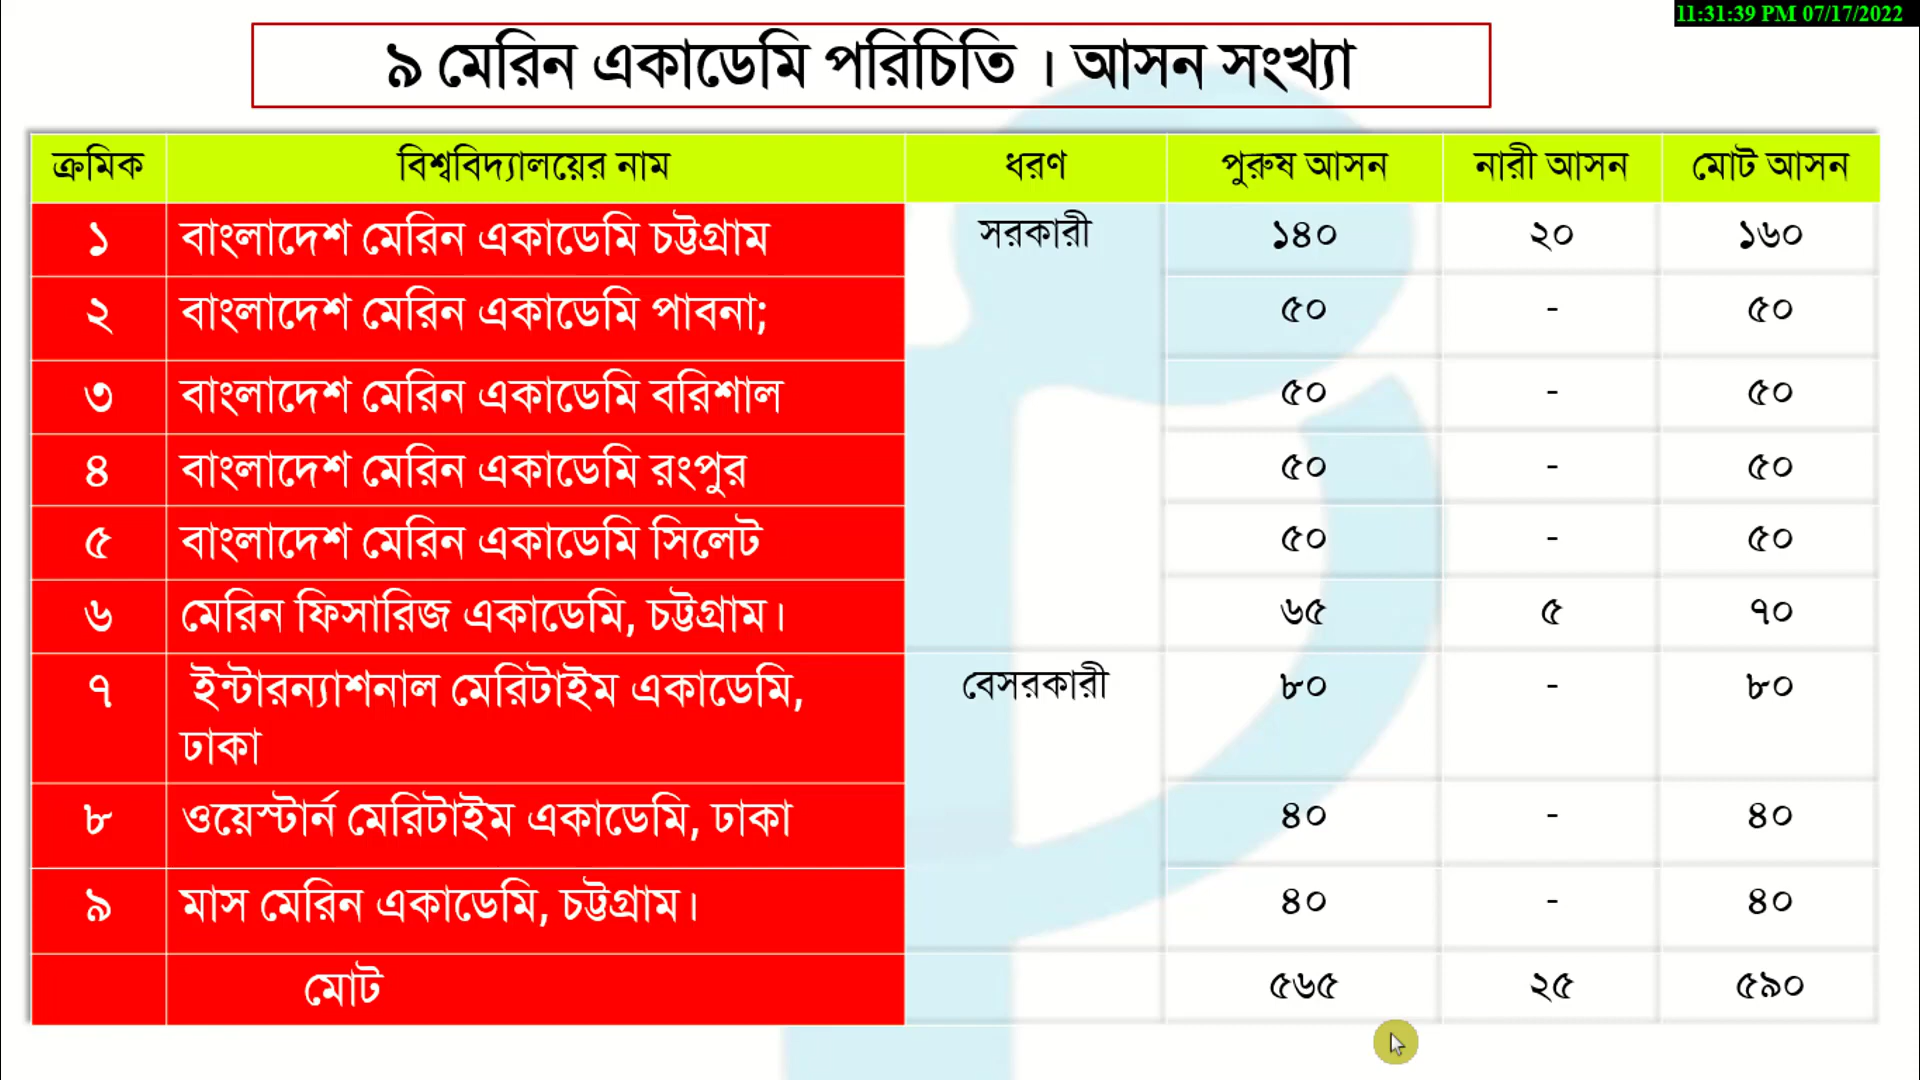 11:31:39 PM 07/17/2022
৯ মেরিন একাডেমি পরিচিতি । আসন সংখ্যা
ক্রমিক বিশ্ববিদ্যালয়ের নাম ধরণ পুরুষ আসন নারী আসন মোট আসন
১ বাংলাদেশ মেরিন একাডেমি চট্টগ্রাম সরকারী ১৪০ ২০ ১৬০
২ বাংলাদেশ মেরিন একাডেমি পাবনা; ৫০ - ৫০
৩ বাংলাদেশ মেরিন একাডেমি বরিশাল ৫০ - ৫০
৪ বাংলাদেশ মেরিন একাডেমি রংপুর ৫০ - ৫০
৫ বাংলাদেশ মেরিন একাডেমি সিলেট ৫০ - ৫০
৬ মেরিন ফিসারিজ একাডেমি, চট্টগ্রাম। ৬৫ ৫ ৭০
৭ ইন্টারন্যাশনাল মেরিটাইম একাডেমি, বেসরকারী ৮০ - ৮০
ঢাকা
৮ ওয়েস্টার্ন মেরিটাইম একাডেমি, ঢাকা ৪০ - ৪০
৯ মাস মেরিন একাডেমি, চট্টগ্রাম। ৪০ - ৪০
মোট ৫৬৫ ২৫ ৫৯০